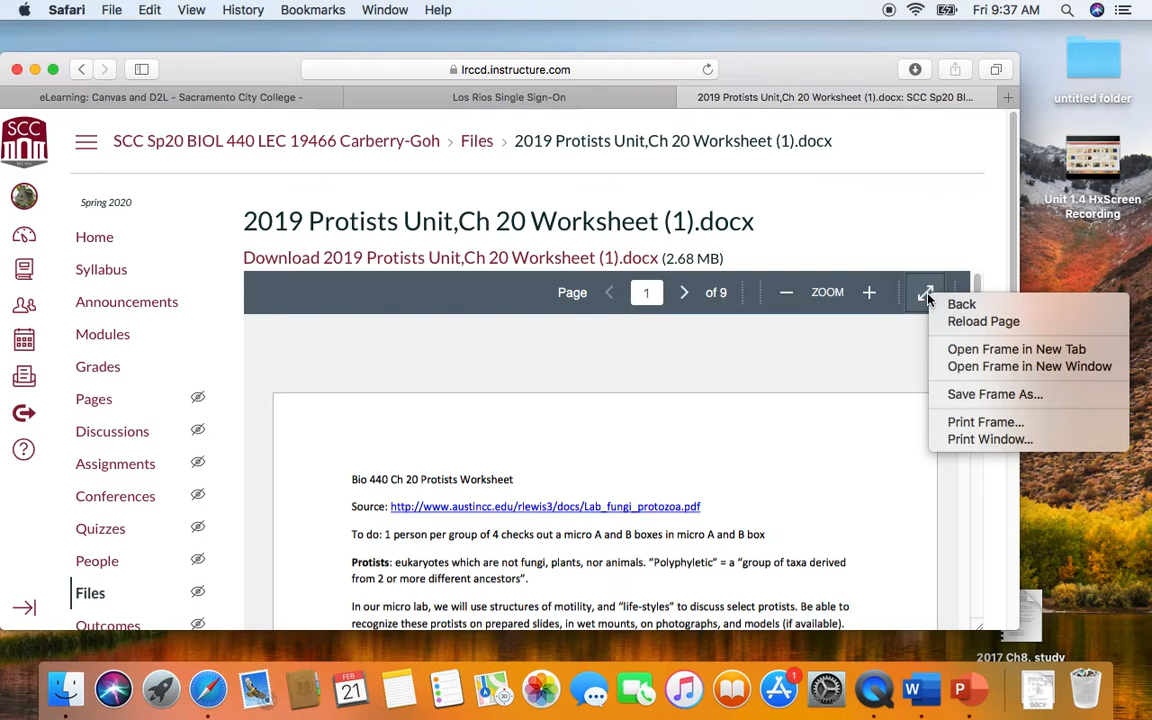 Safari File Edit View History Bookmarks Window Help Fri 9:37 AM
lrccd.instructure.com
eLearning: Canvas and D2L - Sacramento City College - Los Rios Single Sign-On 2019 Protists Unit,Ch 20 Worksheet (1).docx: SCC Sp20 BI...
untitled folder
Unit 1.4 HxScreen
Recording
2017 Ch8. study
SCC
SCC Sp20 BIOL 440 LEC 19466 Carberry-Goh > Files > 2019 Protists Unit,Ch 20 Worksheet (1).docx
Spring 2020
Home
Syllabus
Announcements
Modules
Grades
Pages
Discussions
Assignments
Conferences
Quizzes
People
Files
Outcomes
2019 Protists Unit,Ch 20 Worksheet (1).docx
Download 2019 Protists Unit,Ch 20 Worksheet (1).docx (2.68 MB)
Page 1 of 9 ZOOM
Back
Reload Page
Open Frame in New Tab
Open Frame in New Window
Save Frame As...
Print Frame...
Print Window...
Bio 440 Ch 20 Protists Worksheet
Source: http://www.austincc.edu/rlewis3/docs/Lab_fungi_protozoa.pdf
To do: 1 person per group of 4 checks out a micro A and B boxes in micro A and B box
Protists: eukaryotes which are not fungi, plants, nor animals. “Polyphyletic” = a “group of taxa derived
from 2 or more different ancestors”.
In our micro lab, we will use structures of motility, and “life-styles” to discuss select protists. Be able to
recognize these protists on prepared slides, in wet mounts, on photographs, and models (if available).
FEB
21
1
W
P
DOCX